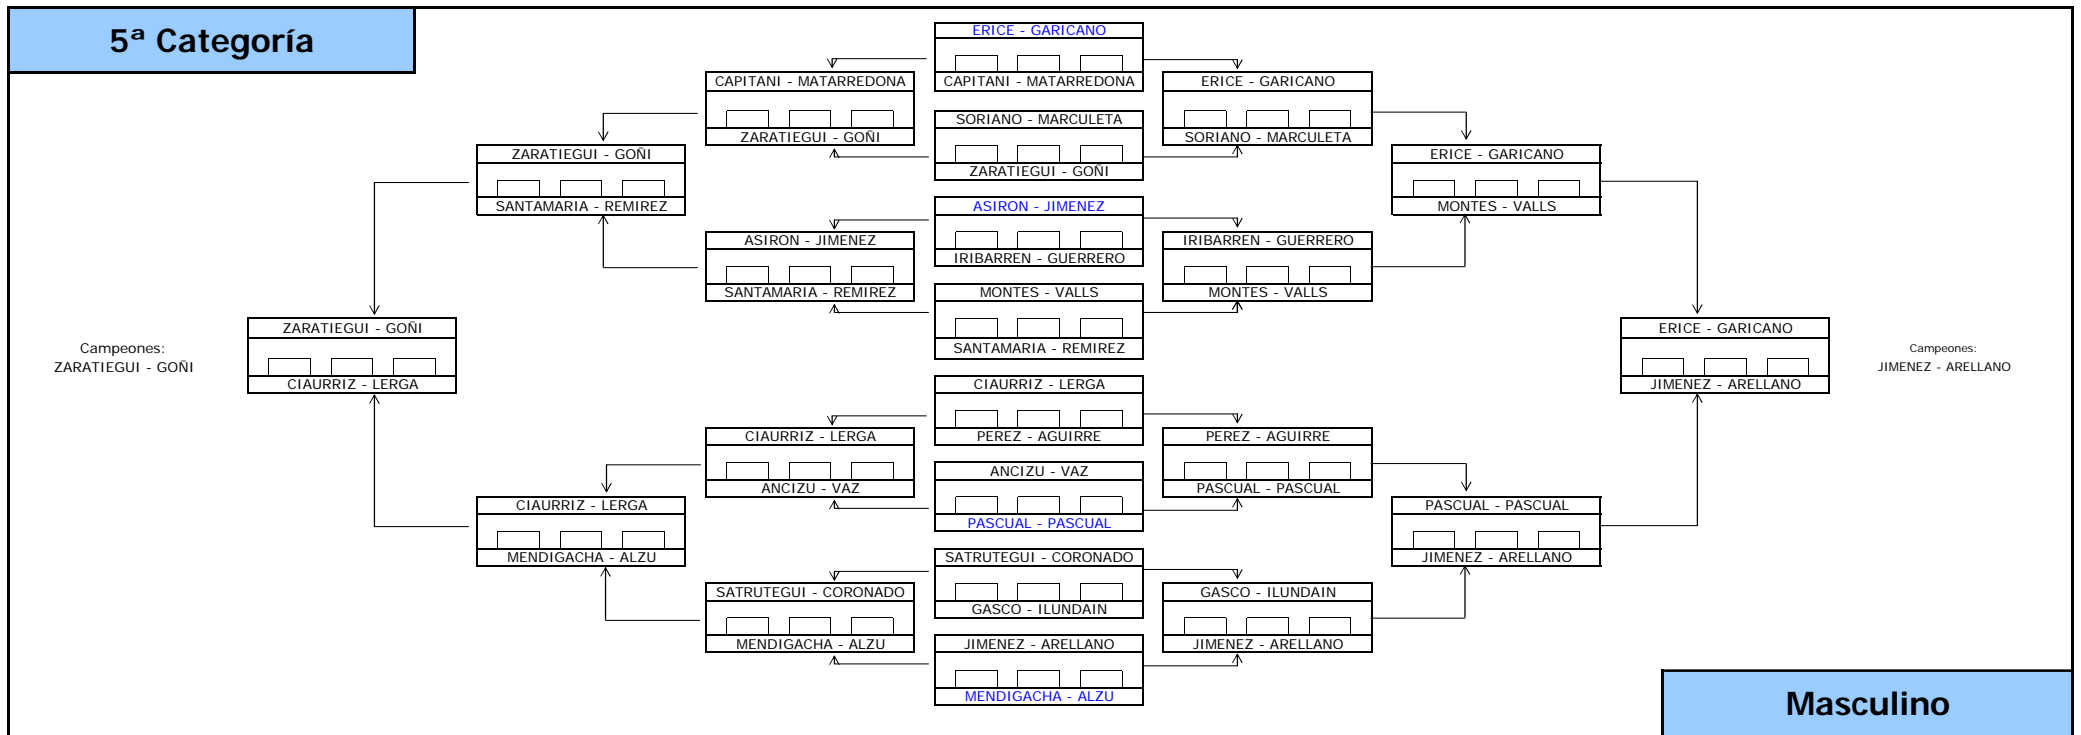 5ª Categoría
ERICE - GARICANO
CAPITANI - MATARREDONA
SORIANO - MARCULETA
ZARATIEGUI - GOÑI
ASIRON - JIMENEZ
IRIBARREN - GUERRERO
MONTES - VALLS
SANTAMARIA - REMIREZ
CIAURRIZ - LERGA
PEREZ - AGUIRRE
ANCIZU - VAZ
PASCUAL - PASCUAL
SATRUTEGUI - CORONADO
GASCO - ILUNDAIN
JIMENEZ - ARELLANO
MENDIGACHA - ALZU
CAPITANI - MATARREDONA
ZARATIEGUI - GOÑI
ASIRON - JIMENEZ
SANTAMARIA - REMIREZ
CIAURRIZ - LERGA
ANCIZU - VAZ
SATRUTEGUI - CORONADO
MENDIGACHA - ALZU
ZARATIEGUI - GOÑI
SANTAMARIA - REMIREZ
CIAURRIZ - LERGA
MENDIGACHA - ALZU
ZARATIEGUI - GOÑI
CIAURRIZ - LERGA
Campeones:
ZARATIEGUI - GOÑI
ERICE - GARICANO
SORIANO - MARCULETA
IRIBARREN - GUERRERO
MONTES - VALLS
PEREZ - AGUIRRE
PASCUAL - PASCUAL
GASCO - ILUNDAIN
JIMENEZ - ARELLANO
ERICE - GARICANO
MONTES - VALLS
PASCUAL - PASCUAL
JIMENEZ - ARELLANO
ERICE - GARICANO
JIMENEZ - ARELLANO
Campeones:
JIMENEZ - ARELLANO
Masculino